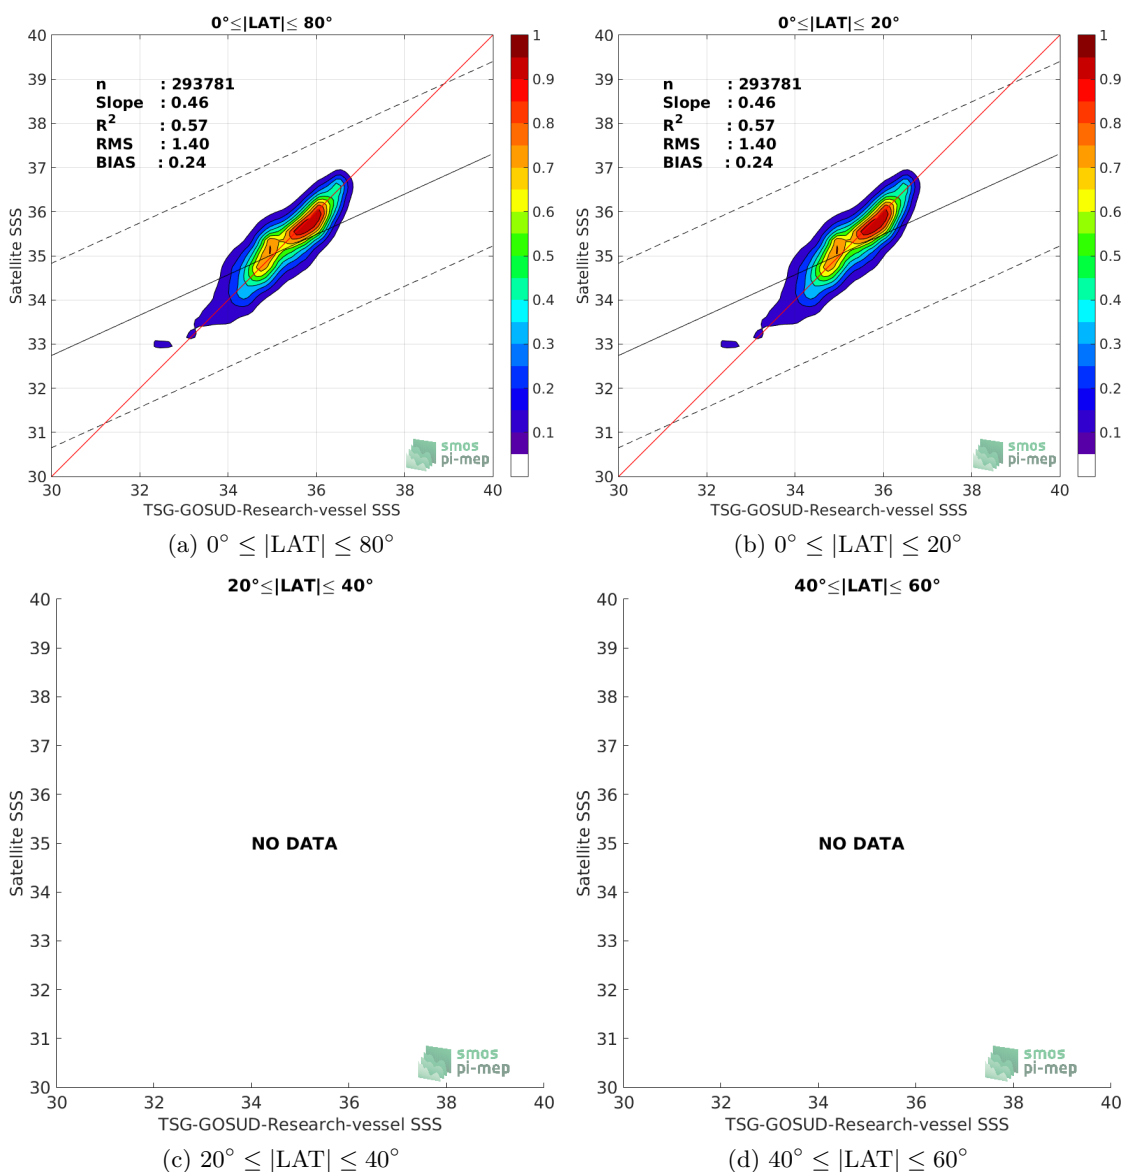 0°≤|LAT|≤ 80°
40
39
38
37
36
35
34
33
32
31
30
Satellite SSS
n : 293781
Slope : 0.46
R2 : 0.57
RMS : 1.40
BIAS : 0.24
1
0.9
0.8
0.7
0.6
0.5
0.4
0.3
0.2
0.1
smos
pi-mep
30 32 34 36 38 40
TSG-GOSUD-Research-vessel SSS
(a) 0° ≤ |LAT| ≤ 80°
0°≤|LAT|≤ 20°
40
39
38
37
36
35
34
33
32
31
30
Satellite SSS
n : 293781
Slope : 0.46
R2 : 0.57
RMS : 1.40
BIAS : 0.24
1
0.9
0.8
0.7
0.6
0.5
0.4
0.3
0.2
0.1
smos
pi-mep
30 32 34 36 38 40
TSG-GOSUD-Research-vessel SSS
(b) 0° ≤ |LAT| ≤ 20°
20°≤|LAT|≤ 40°
40
39
38
37
36
35
34
33
32
31
30
Satellite SSS
NO DATA
smos
pi-mep
30 32 34 36 38 40
TSG-GOSUD-Research-vessel SSS
(c) 20° ≤ |LAT| ≤ 40°
40°≤|LAT|≤ 60°
40
39
38
37
36
35
34
33
32
31
30
Satellite SSS
NO DATA
smos
pi-mep
30 32 34 36 38 40
TSG-GOSUD-Research-vessel SSS
(d) 40° ≤ |LAT| ≤ 60°